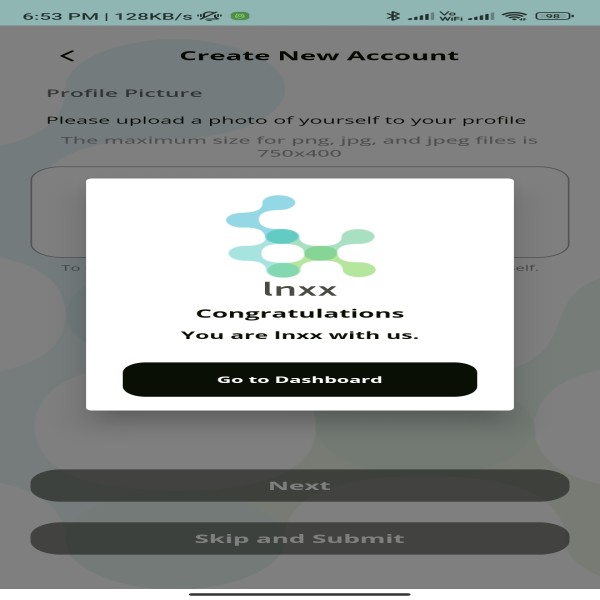 6:53 PM | 128KB/s
Vo
WiFi
98
Create New Account
Profile Picture
Please upload a photo of yourself to your profile
The maximum size for png, jpg, and jpeg files is
750x400
To
elf.
lnxx
Congratulations
You are lnxx with us.
Go to Dashboard
Next
Skip and Submit